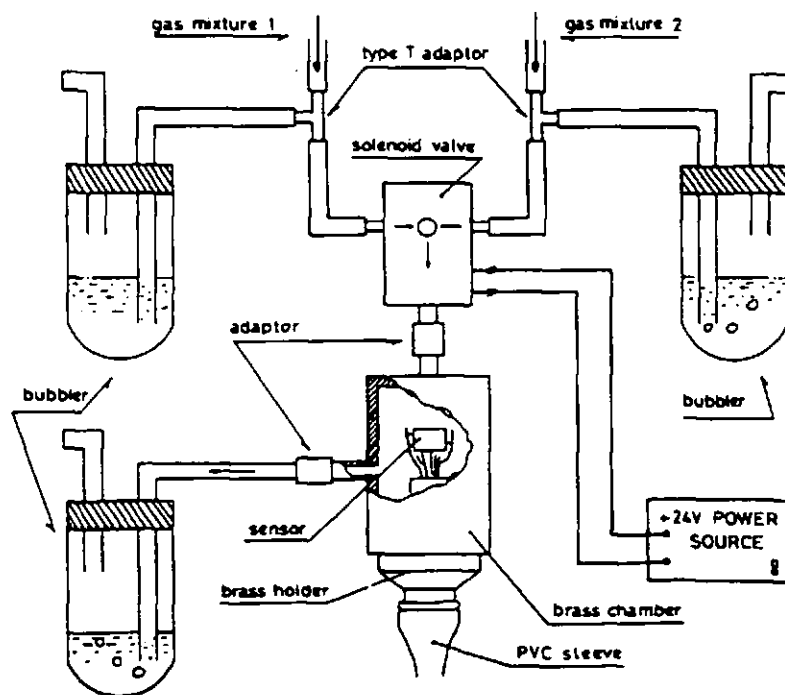 gas mixture 1
gas mixture 2
type T adaptor
solenoid valve
adaptor
bubbler
bubbler
sensor
+24V POWER
SOURCE
brass holder
brass chamber
PVC sleeve